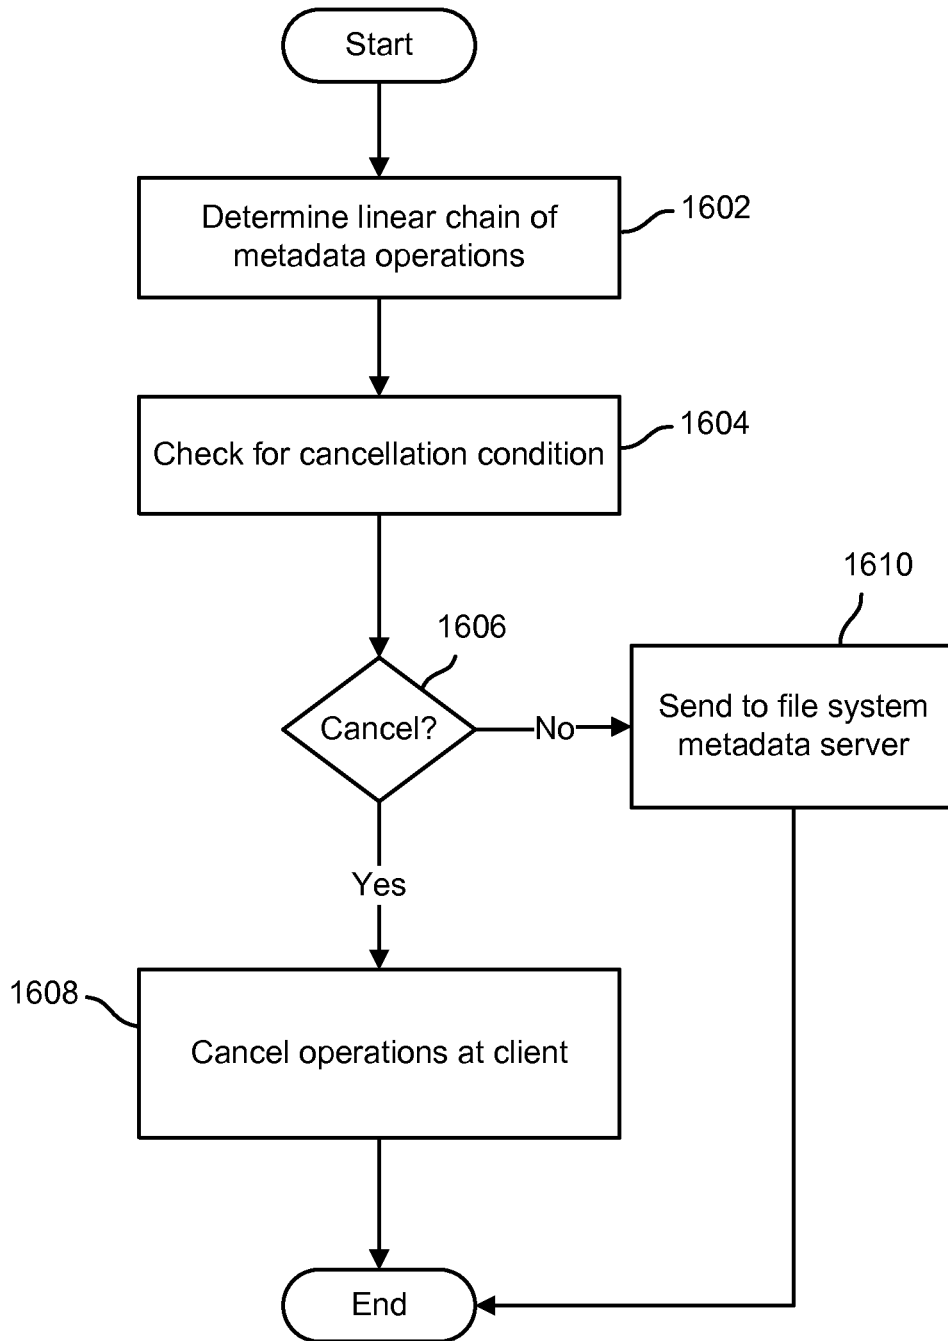 Start
Determine linear chain of
metadata operations
1602
Check for cancellation condition
1604
1606
Cancel?
No
1610
Send to file system
metadata server
Yes
1608
Cancel operations at client
End